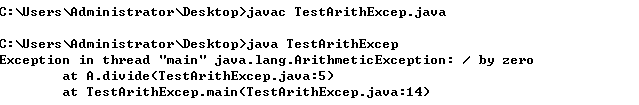 C:\Users\Administrator\Desktop>javac TestArithExcep.java
C:\Users\Administrator\Desktop>java TestArithExcep
Exception in thread "main" java.lang.ArithmeticException: / by zero
at A.divide(TestArithExcep.java:5)
at TestArithExcep.main(TestArithExcep.java:14)